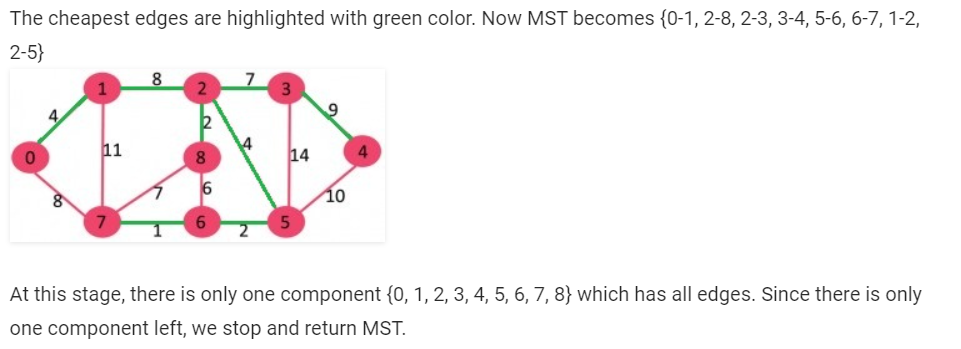 The cheapest edges are highlighted with green color. Now MST becomes {0-1, 2-8, 2-3, 3-4, 5-6, 6-7, 1-2,
2-5}
8 7
1 2 3
4 2 9
0 11 8 4 14 4
8 7 6 10
7 6 5
1 2
At this stage, there is only one component {0, 1, 2, 3, 4, 5, 6, 7, 8} which has all edges. Since there is only
one component left, we stop and return MST.